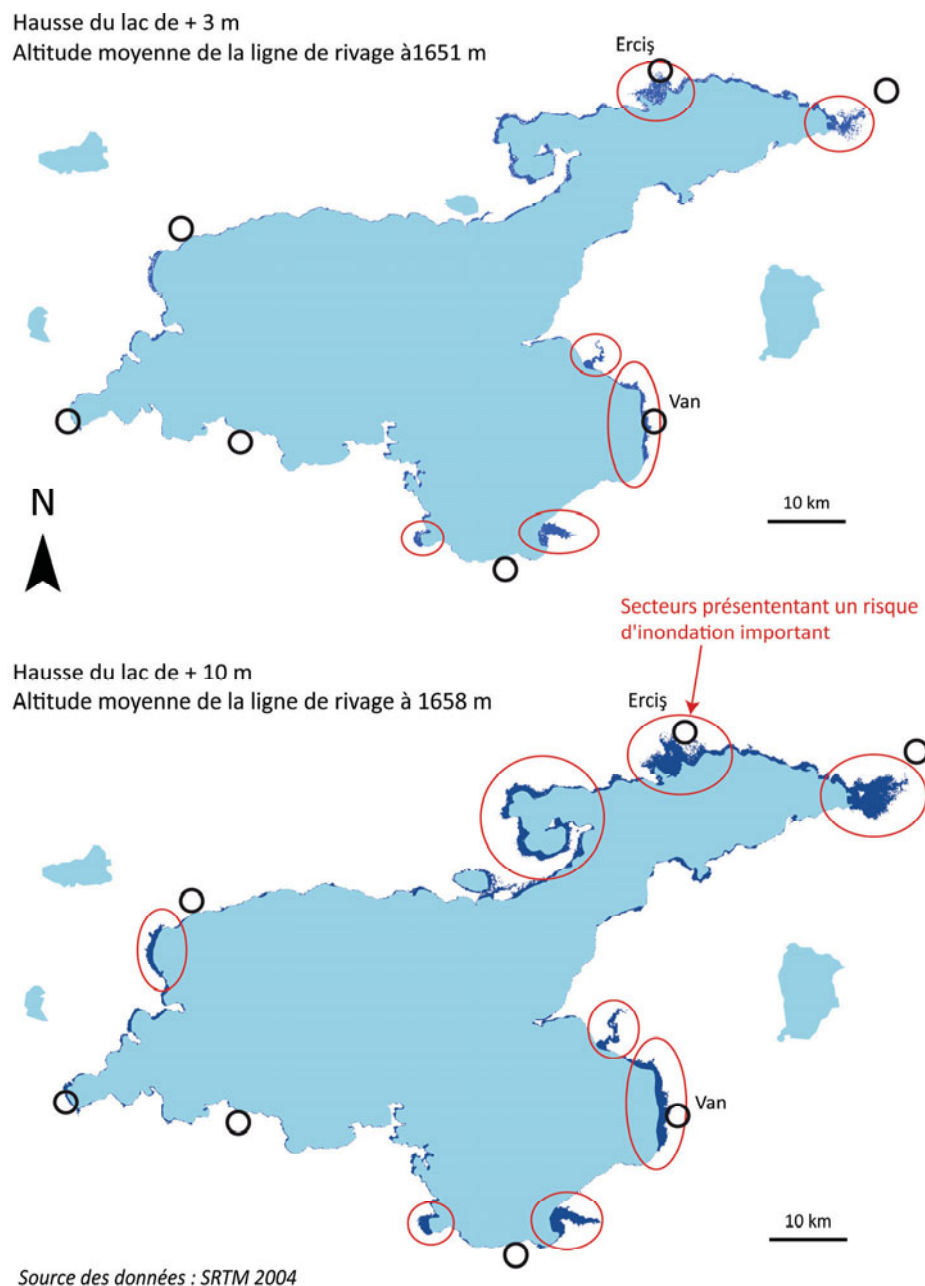 Hausse du lac de + 3 m
Altitude moyenne de la ligne de rivage à1651 m
Erciş
Van
N
10 km
Secteurs présententant un risque
d'inondation important
Hausse du lac de + 10 m
Altitude moyenne de la ligne de rivage à 1658 m
Erciş
Van
10 km
Source des données : SRTM 2004